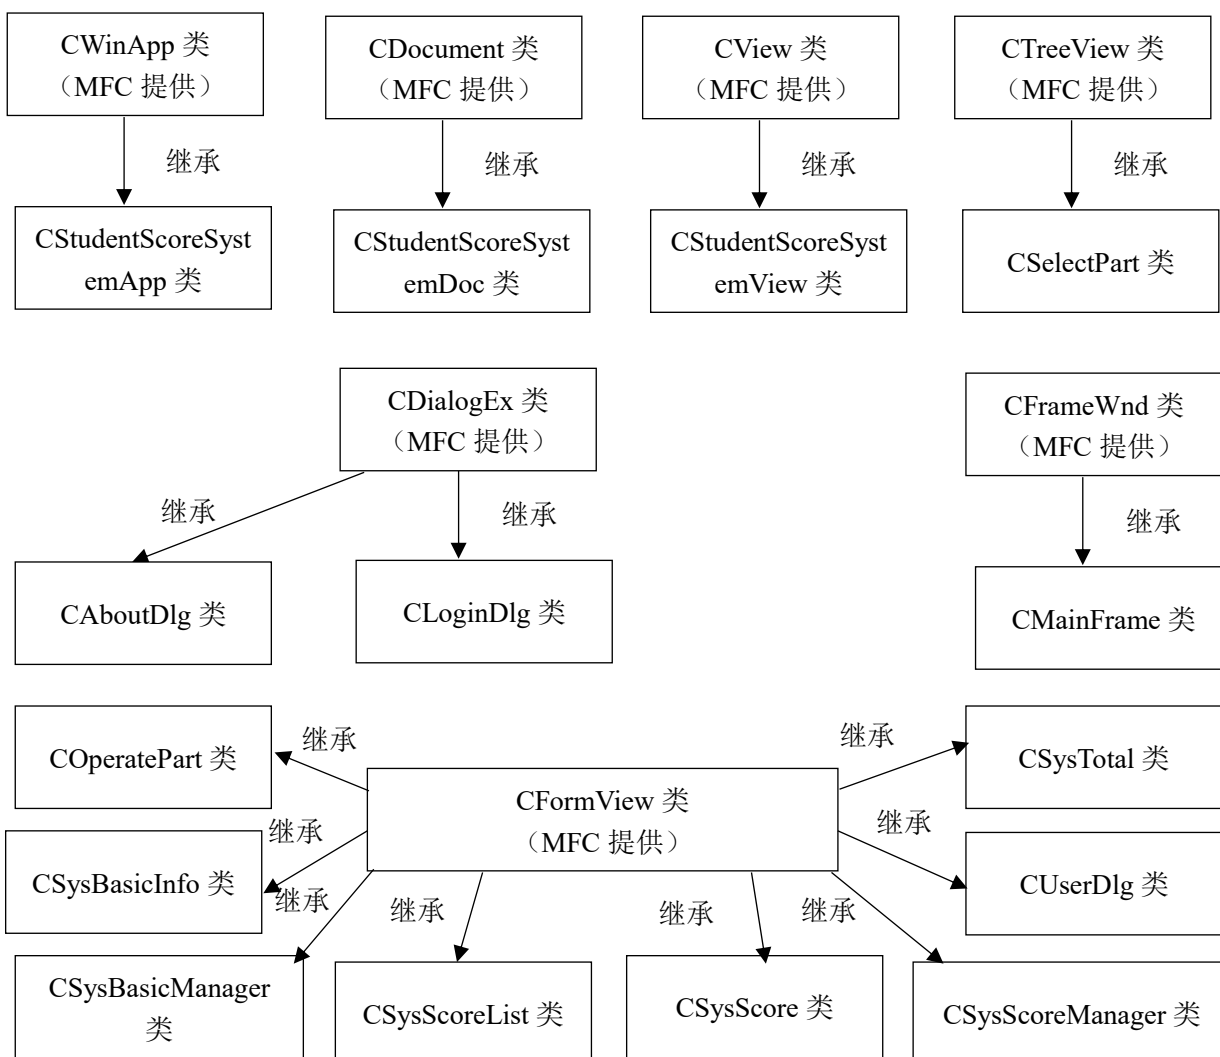 CWinApp 类
（MFC 提供）
CDocument 类
（MFC 提供）
CView 类
（MFC 提供）
CTreeView 类
（MFC 提供）
继承
继承
继承
继承
CStudentScoreSyst
emApp 类
CStudentScoreSyst
emDoc 类
CStudentScoreSyst
emView 类
CSelectPart 类
CDialogEx 类
（MFC 提供）
CFrameWnd 类
（MFC 提供）
继承
继承
继承
CAboutDlg 类
CLoginDlg 类
CMainFrame 类
COperatePart 类
继承
继承
CSysTotal 类
CFormView 类
（MFC 提供）
继承
继承
CSysBasicInfo 类
CUserDlg 类
继承
继承
继承
继承
CSysBasicManager
类
CSysScoreList 类
CSysScore 类
CSysScoreManager 类